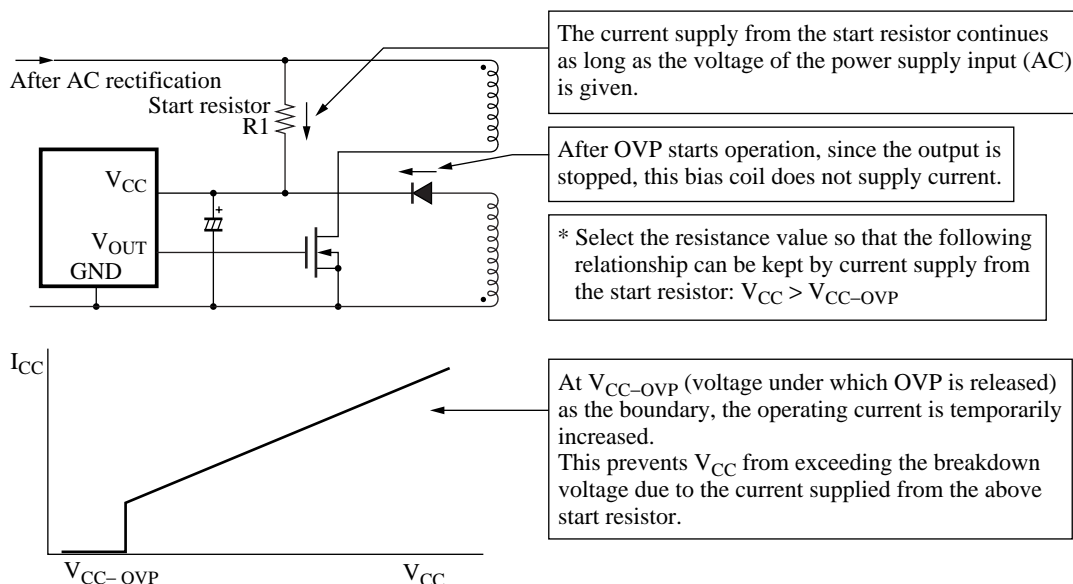 The current supply from the start resistor continues
as long as the voltage of the power supply input (AC)
is given.
After AC rectification
Start resistor
R1
After OVP starts operation, since the output is
stopped, this bias coil does not supply current.
VCC
+
VOUT
GND
* Select the resistance value so that the following
relationship can be kept by current supply from
the start resistor: VCC > VCC–OVP
ICC
At VCC–OVP (voltage under which OVP is released)
as the boundary, the operating current is temporarily
increased.
This prevents VCC from exceeding the breakdown
voltage due to the current supplied from the above
start resistor.
VCC– OVP
VCC